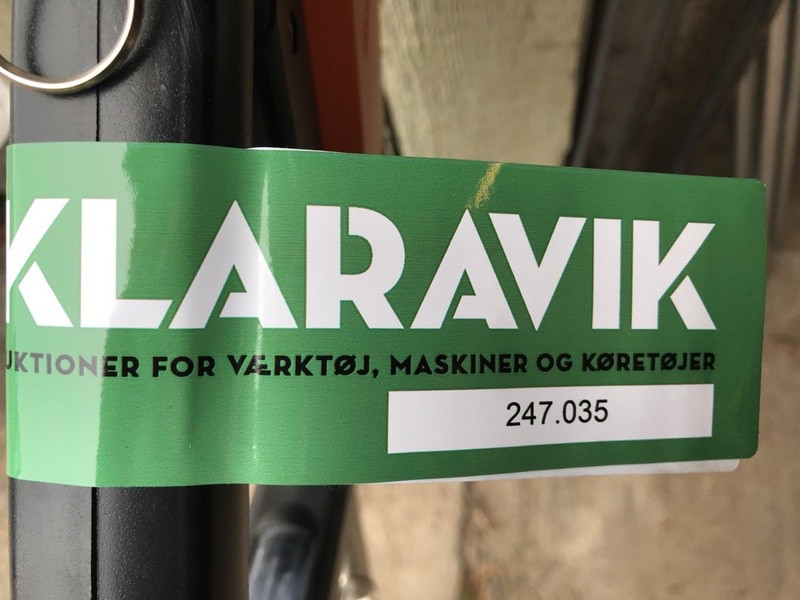 KLARAVIK
UKTIONER FOR VÆRKTØJ, MASKINER OG KØRETØJER
247.035